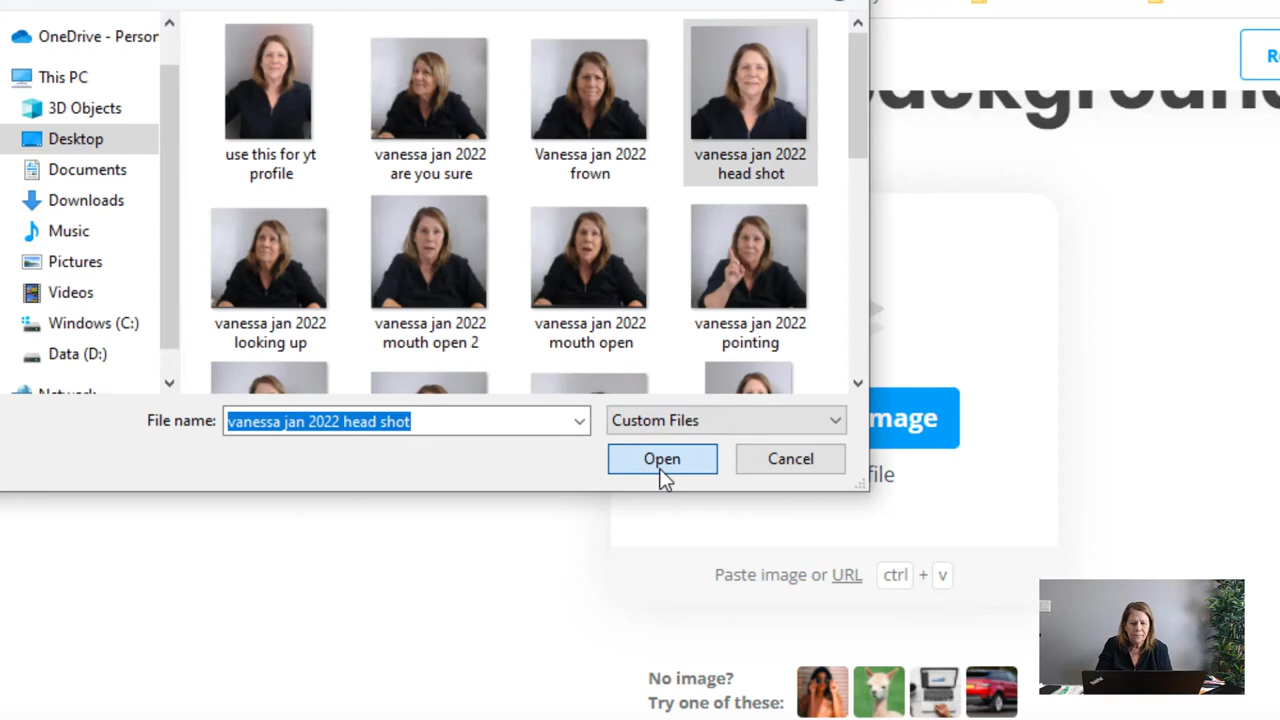 OneDrive - Person
This PC
3D Objects
Desktop
Documents
Downloads
Music
Pictures
Videos
Windows (C:)
Data (D:)
use this for yt
profile
vanessa jan 2022
are you sure
Vanessa jan 2022
frown
vanessa jan 2022
head shot
vanessa jan 2022
looking up
vanessa jan 2022
mouth open 2
vanessa jan 2022
mouth open
vanessa jan 2022
pointing
File name:
vanessa jan 2022 head shot
Custom Files
Open
Cancel
background
mage
file
Paste image or URL ctrl + v
No image?
Try one of these: